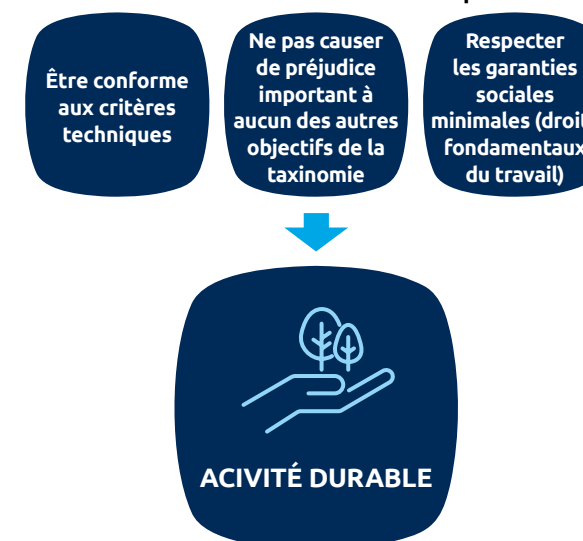 Être conforme
aux critères
techniques
Ne pas causer
de préjudice
important à
aucun des autres
objectifs de la
taxinomie
Respecter
les garanties
sociales
minimales (droit
fondamentaux
du travail)
ACIVITÉ DURABLE